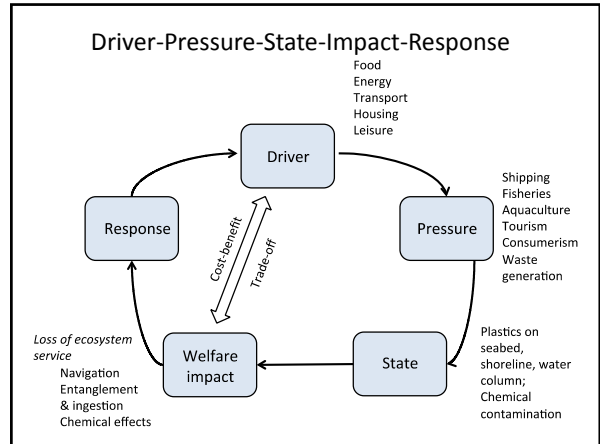 Driver-Pressure-State-Impact-Response
Food
Energy
Transport
Housing
Leisure
Driver
Shipping
Fisheries
Aquaculture
Tourism
Consumerism
Waste
generation
Pressure
Response
Cost-benefit
Trade-off
Loss of ecosystem
service
Navigation
Entanglement
& ingestion
Chemical effects
Welfare
impact
State
Plastics on
seabed,
shoreline, water
column;
Chemical
contamination